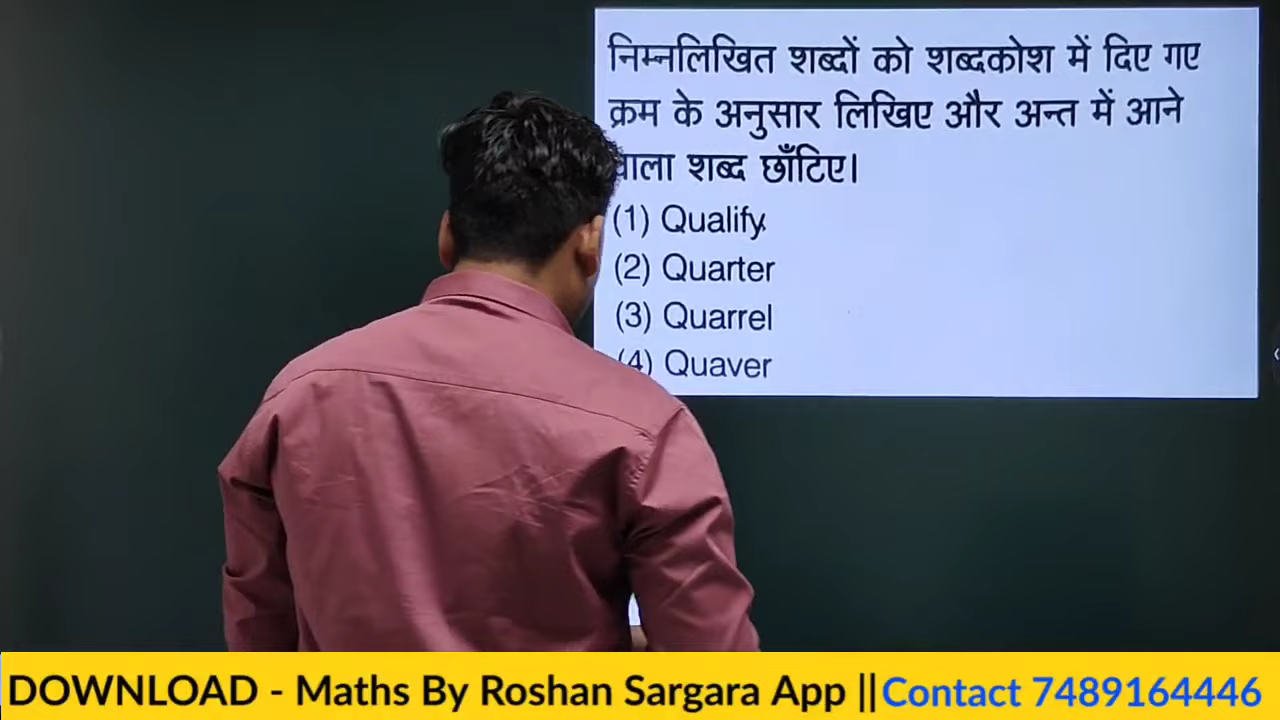 निम्नलिखित शब्दों को शब्दकोश में दिए गए
क्रम के अनुसार लिखिए और अन्त में आने
वाला शब्द छाँटिए।
(1) Qualify
(2) Quarter
(3) Quarrel
(4) Quaver
DOWNLOAD - Maths By Roshan Sargara App || Contact 7489164446